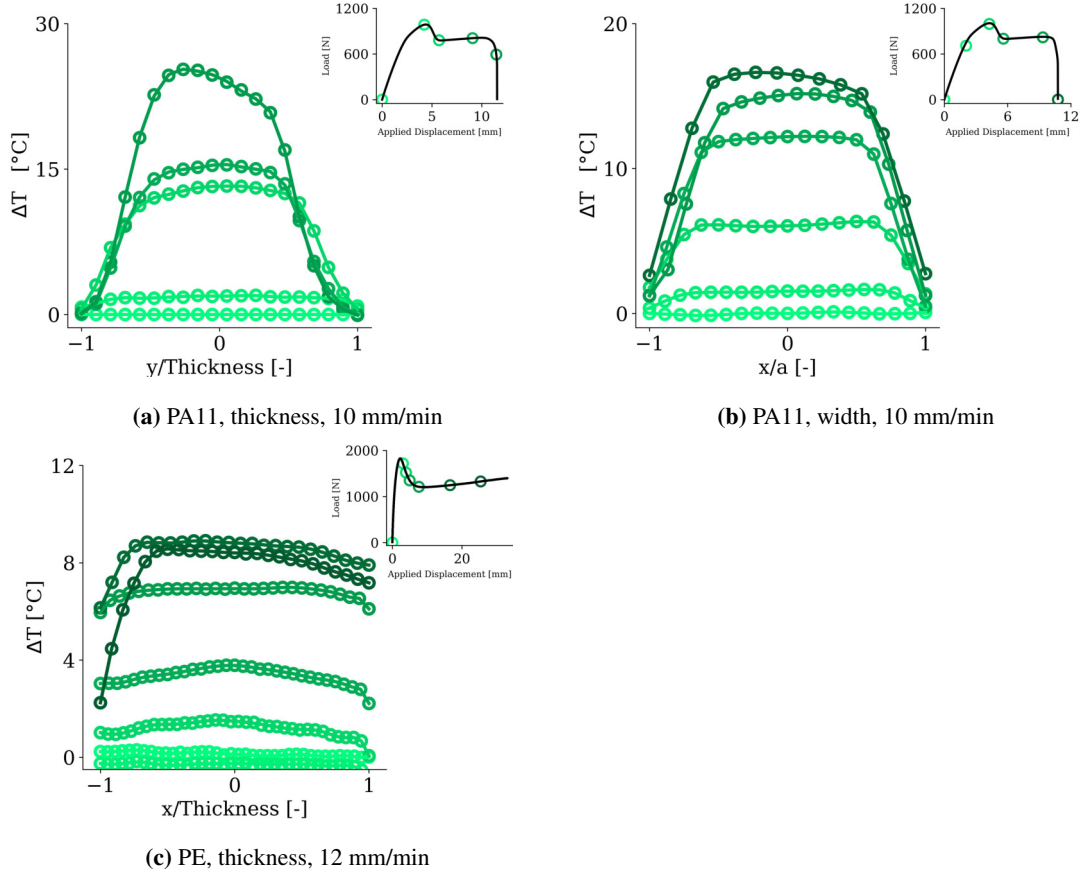 30
15
0
ΔT [°C]
−1
0
1
y/Thickness [-]
1200
600
0
Load [N]
0
5
10
Applied Displacement [mm]
(a) PA11, thickness, 10 mm/min
20
10
0
ΔT [°C]
−1
0
1
x/a [-]
1200
600
0
Load [N]
0
6
12
Applied Displacement [mm]
(b) PA11, width, 10 mm/min
12
8
4
0
ΔT [°C]
−1
0
1
x/Thickness [-]
2000
1000
0
Load [N]
0
20
Applied Displacement [mm]
(c) PE, thickness, 12 mm/min